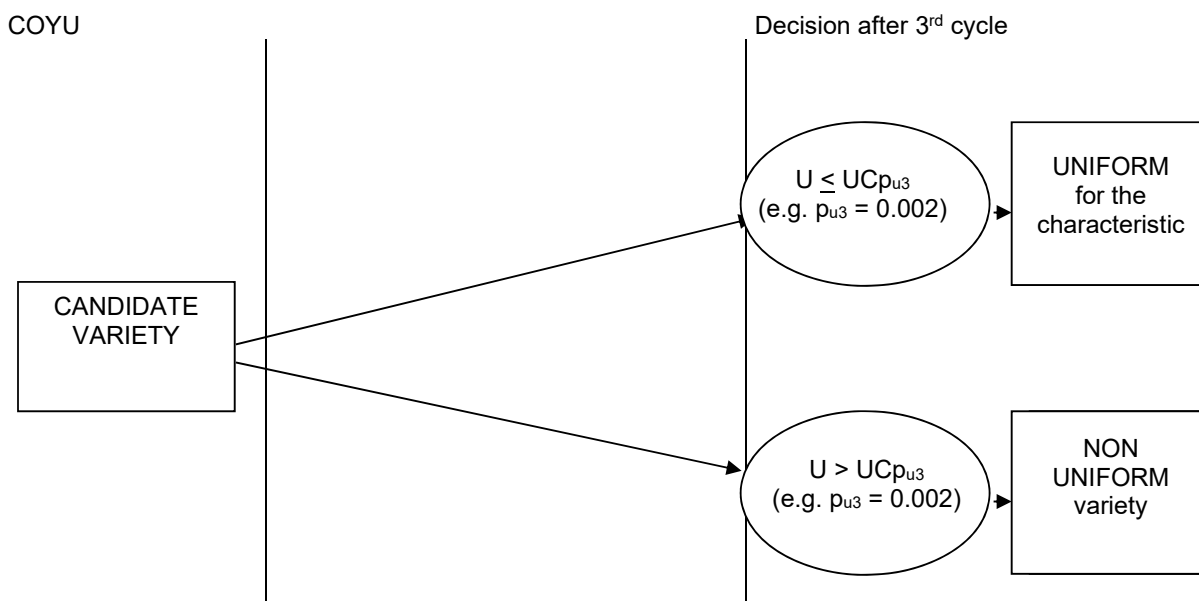 COYU
Decision after 3rd cycle
U ≤ UCpu3
(e.g. pu3 = 0.002)
UNIFORM
for the
characteristic
CANDIDATE
VARIETY
U > UCpu3
(e.g. pu3 = 0.002)
NON
UNIFORM
variety